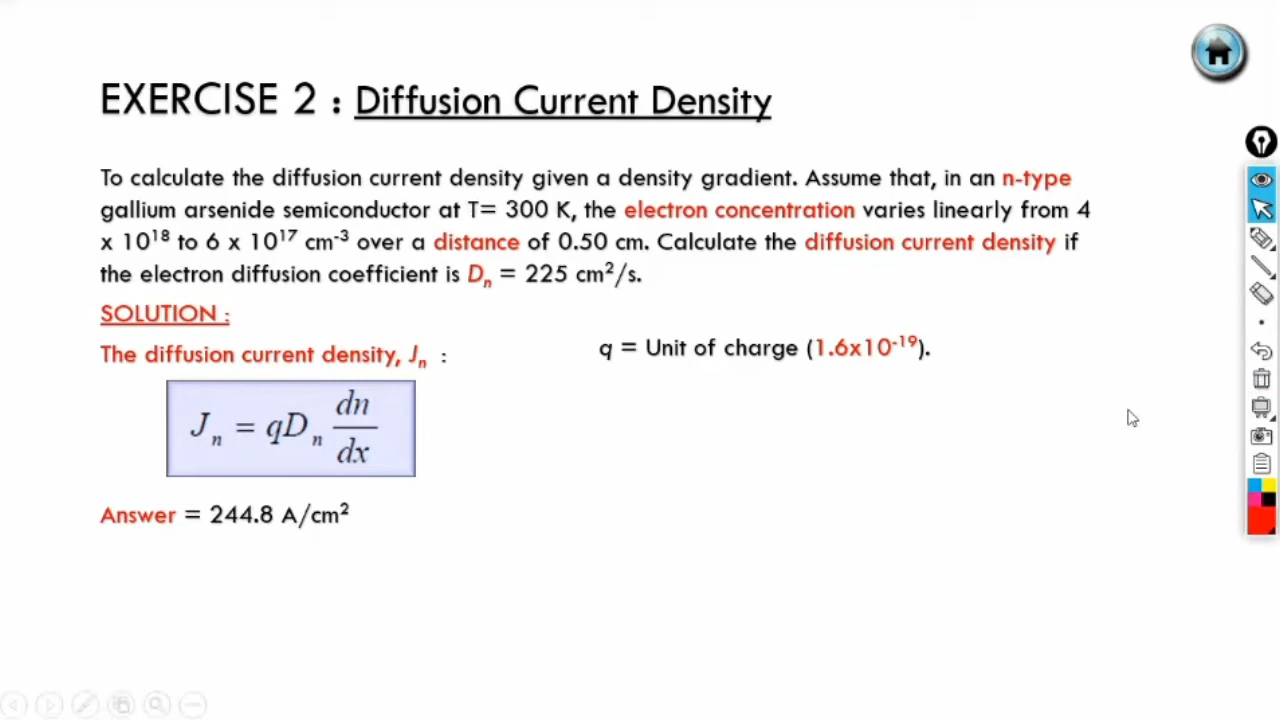 EXERCISE 2 : Diffusion Current Density
To calculate the diffusion current density given a density gradient. Assume that, in an n-type
gallium arsenide semiconductor at T= 300 K, the electron concentration varies linearly from 4
x 10¹⁸ to 6 x 10¹⁷ cm⁻³ over a distance of 0.50 cm. Calculate the diffusion current density if
the electron diffusion coefficient is Dₙ = 225 cm²/s.
SOLUTION :
The diffusion current density, Jₙ :
q = Unit of charge (1.6x10⁻¹⁹).
Jₙ = qDₙ dn/dx
Answer = 244.8 A/cm²